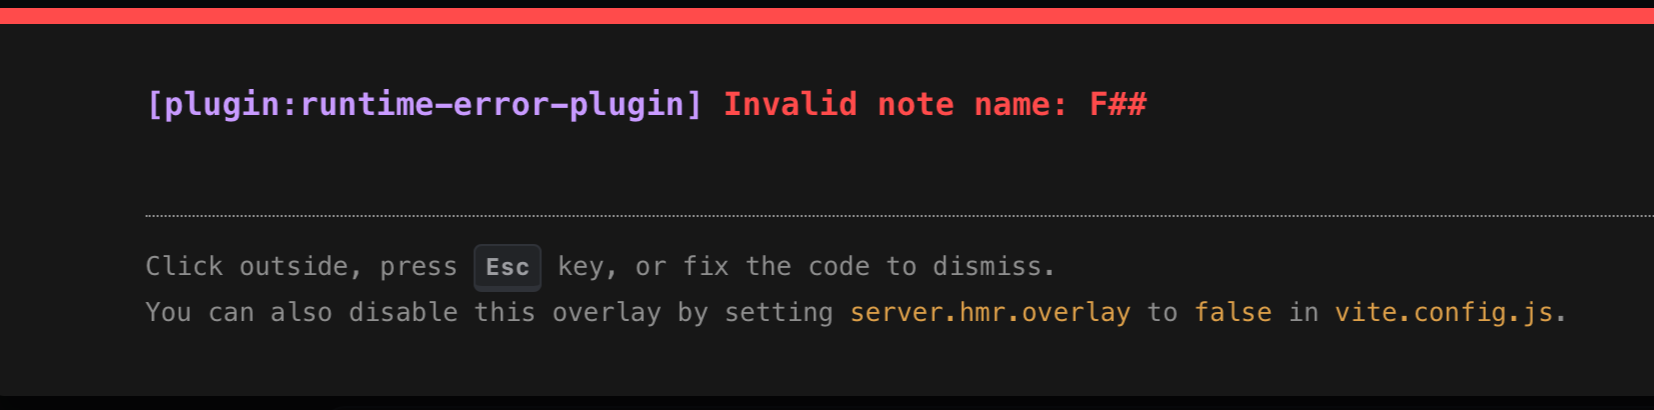 [plugin:runtime-error-plugin] Invalid note name: F##
Click outside, press Esc key, or fix the code to dismiss.
You can also disable this overlay by setting server.hmr.overlay to false in vite.config.js.